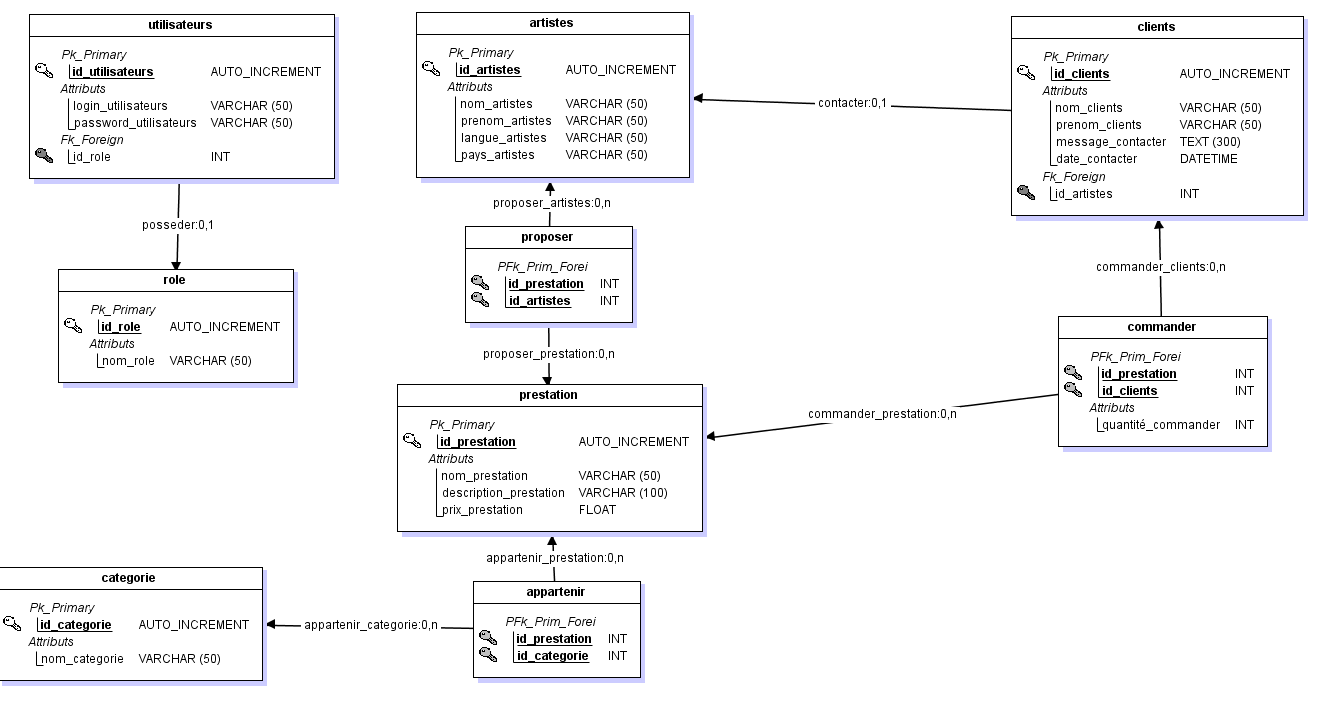 utilisateurs
Pk_Primary
id_utilisateurs AUTO_INCREMENT
Attributs
login_utilisateurs VARCHAR (50)
password_utilisateurs VARCHAR (50)
Fk_Foreign
id_role INT
posseder:0,1
role
Pk_Primary
id_role AUTO_INCREMENT
Attributs
nom_role VARCHAR (50)
artistes
Pk_Primary
id_artistes AUTO_INCREMENT
Attributs
nom_artistes VARCHAR (50)
prenom_artistes VARCHAR (50)
langue_artistes VARCHAR (50)
pays_artistes VARCHAR (50)
contacter:0,1
clients
Pk_Primary
id_clients AUTO_INCREMENT
Attributs
nom_clients VARCHAR (50)
prenom_clients VARCHAR (50)
message_contacter TEXT (300)
date_contacter DATETIME
Fk_Foreign
id_artistes INT
proposer_artistes:0,n
proposer
PFk_Prim_Forei
id_prestation INT
id_artistes INT
proposer_prestation:0,n
commander_clients:0,n
commander
PFk_Prim_Forei
id_prestation INT
id_clients INT
Attributs
quantité_commander INT
commander_prestation:0,n
prestation
Pk_Primary
id_prestation AUTO_INCREMENT
Attributs
nom_prestation VARCHAR (50)
description_prestation VARCHAR (100)
prix_prestation FLOAT
appartenir_prestation:0,n
appartenir
PFk_Prim_Forei
id_prestation INT
id_categorie INT
appartenir_categorie:0,n
categorie
Pk_Primary
id_categorie AUTO_INCREMENT
Attributs
nom_categorie VARCHAR (50)